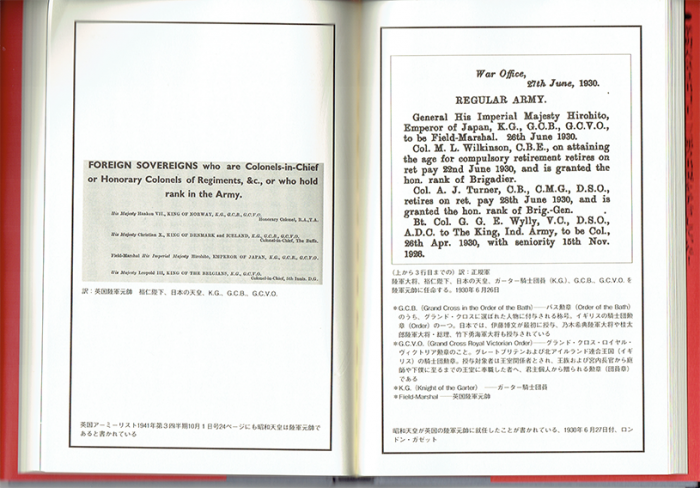 FOREIGN SOVEREIGNS who are Colonels-in-Chief
or Honorary Colonels of Regiments, &c., or who hold
rank in the Army.
His Majesty Haakon VII, KING OF NORWAY, K.G., G.C.B., G.C.V.O.
Honorary Colonel, R.A., T.A.
His Majesty Christian X., KING OF DENMARK and ICELAND, K.G., G.C.B., G.C.V.O.
Colonel-in-Chief, The Buffs.
Field-Marshal His Imperial Majesty Hirohito, EMPEROR OF JAPAN, K.G., G.C.B., G.C.V.O.
His Majesty Leopold III, KING OF THE BELGIANS, K.G., G.C.V.O.
Colonel-in-Chief, 5th Innis. D.G.
訳:英国陸軍元帥 裕仁陛下、日本の天皇、K.G.、G.C.B.、G.C.V.O.
英国アーミーリスト1941年第3四半期10月1日号24ページにも昭和天皇は陸軍元帥で
あると書かれている
War Office,
27th June, 1930.
REGULAR ARMY.
General His Imperial Majesty Hirohito,
Emperor of Japan, K.G., G.C.B., G.C.V.O.,
to be Field-Marshal. 26th June 1930.
Col. M. L. Wilkinson, C.B.E., on attaining
the age for compulsory retirement retires on
ret pay 22nd June 1930, and is granted the
hon. rank of Brigadier.
Col. A. J. Turner, C.B., C.M.G., D.S.O.,
retires on ret. pay 28th June 1930, and is
granted the hon. rank of Brig.-Gen.
Bt. Col. G. G. E. Wylly, V.C., D.S.O.,
A.D.C. to The King, Ind. Army, to be Col.,
26th Apr. 1930, with seniority 15th Nov.
1926.
(上から3行目までの)訳:正規軍
陸軍大将、裕仁陛下、日本の天皇、ガーター騎士団員(K.G.)、G.C.B.、G.C.V.O.を
陸軍元帥に任命する。1930年6月26日
*G.C.B.(Grand Cross in the Order of the Bath)——バス勲章(Order of the Bath)
のうち、グランド・クロスに選ばれた人物に付与される称号。イギリスの騎士団勲
章(Order)の一つ。日本では、伊藤博文が最初に授与、乃木希典陸軍大将や桂太
郎陸軍大将・総理、竹下勇海軍大将も授与されている
*G.C.V.O.(Grand Cross Royal Victorian Order)——グランド・クロス・ロイヤル・
ヴィクトリア勲章のこと。グレートブリテンおよび北アイルランド連合王国(イギ
リス)の騎士団勲章。授与対象者は王室関係者とされ、王族および宮内長官から庭
師や下僕に至るまでの王室に奉職した者へ、君主個人から贈られる勲章(団員章)
である
*K.G.(Knight of the Garter)——ガーター騎士団員
*Field-Marshal——英国陸軍元帥
昭和天皇が英国の陸軍元帥に就任したことが書かれている、1930年6月27日付、ロン
ドン・ガゼット